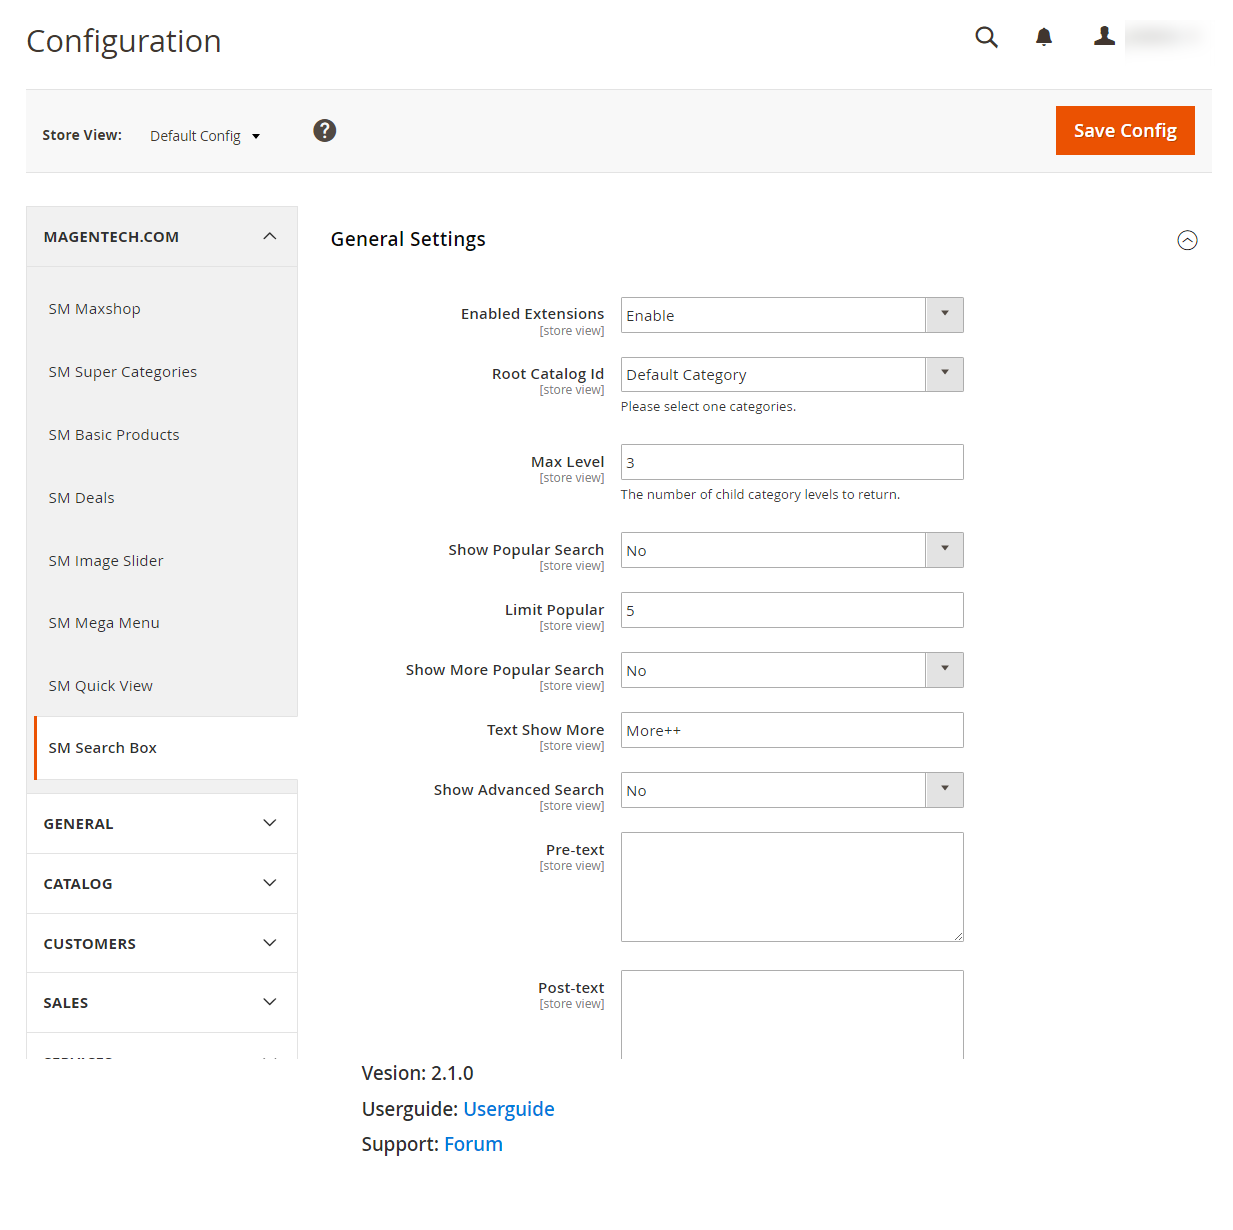 Configuration
Store View: Default Config
Save Config
MAGENTECH.COM
SM Maxshop
SM Super Categories
SM Basic Products
SM Deals
SM Image Slider
SM Mega Menu
SM Quick View
SM Search Box
GENERAL
CATALOG
CUSTOMERS
SALES
General Settings
Enabled Extensions
[store view]
Enable
Root Catalog Id
[store view]
Default Category
Please select one categories.
Max Level
[store view]
3
The number of child category levels to return.
Show Popular Search
[store view]
No
Limit Popular
[store view]
5
Show More Popular Search
[store view]
No
Text Show More
[store view]
More++
Show Advanced Search
[store view]
No
Pre-text
[store view]
Post-text
[store view]
Vesion: 2.1.0
Userguide: Userguide
Support: Forum